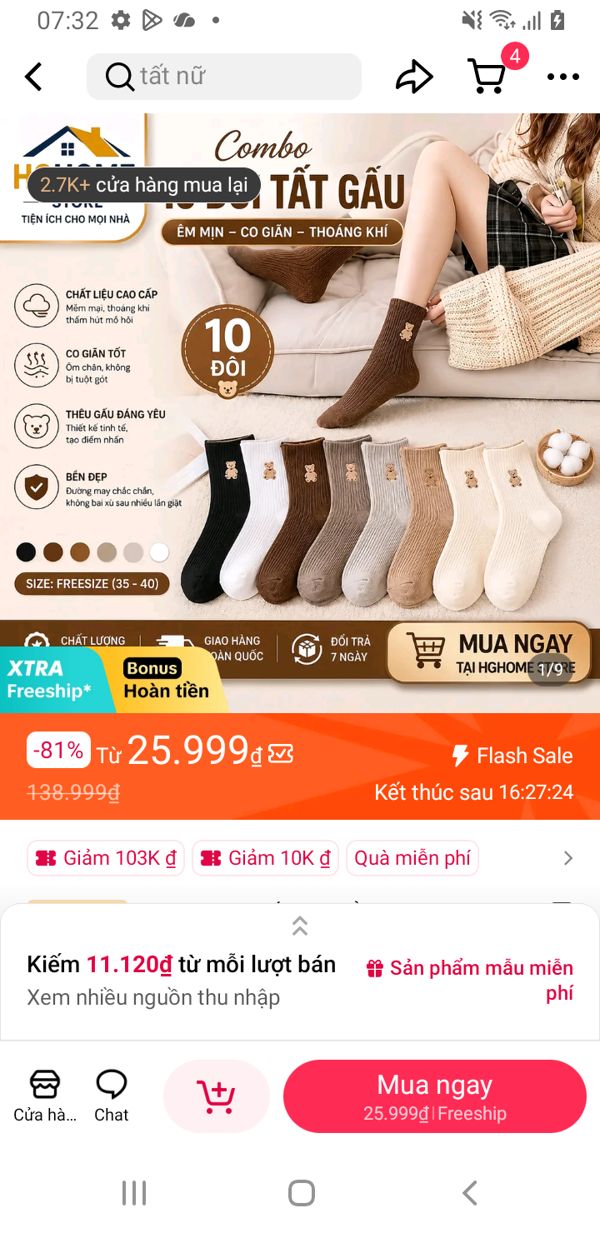 07:32
tất nữ
4
2.7K+ cửa hàng mua lại
TIỆN ÍCH CHO MỌI NHÀ
Combo
TẤT GẤU
ÊM MỊN – CO GIÃN – THOÁNG KHÍ
CHẤT LIỆU CAO CẤP
Mềm mại, thoáng khí
thấm hút mồ hôi
CO GIÃN TỐT
Ôm chân, không
bị tuột gót
THÊU GẤU ĐÁNG YÊU
Thiết kế tinh tế,
tạo điểm nhấn
BỀN ĐẸP
Đường may chắc chắn,
không bai xù sau nhiều lần giặt
10
ĐÔI
SIZE: FREESIZE (35 - 40)
CHẤT LƯỢNG
GIAO HÀNG
TOÀN QUỐC
ĐỔI TRẢ
7 NGÀY
MUA NGAY
TẠI HGHOME STORE
1/9
XTRA
Freeship*
Bonus
Hoàn tiền
-81% Từ 25.999₫
138.999₫
Flash Sale
Kết thúc sau 16:27:24
Giảm 103K ₫
Giảm 10K ₫
Quà miễn phí
Kiếm 11.120₫ từ mỗi lượt bán
Xem nhiều nguồn thu nhập
Sản phẩm mẫu miễn
phí
Cửa hà...
Chat
Mua ngay
25.999₫ | Freeship